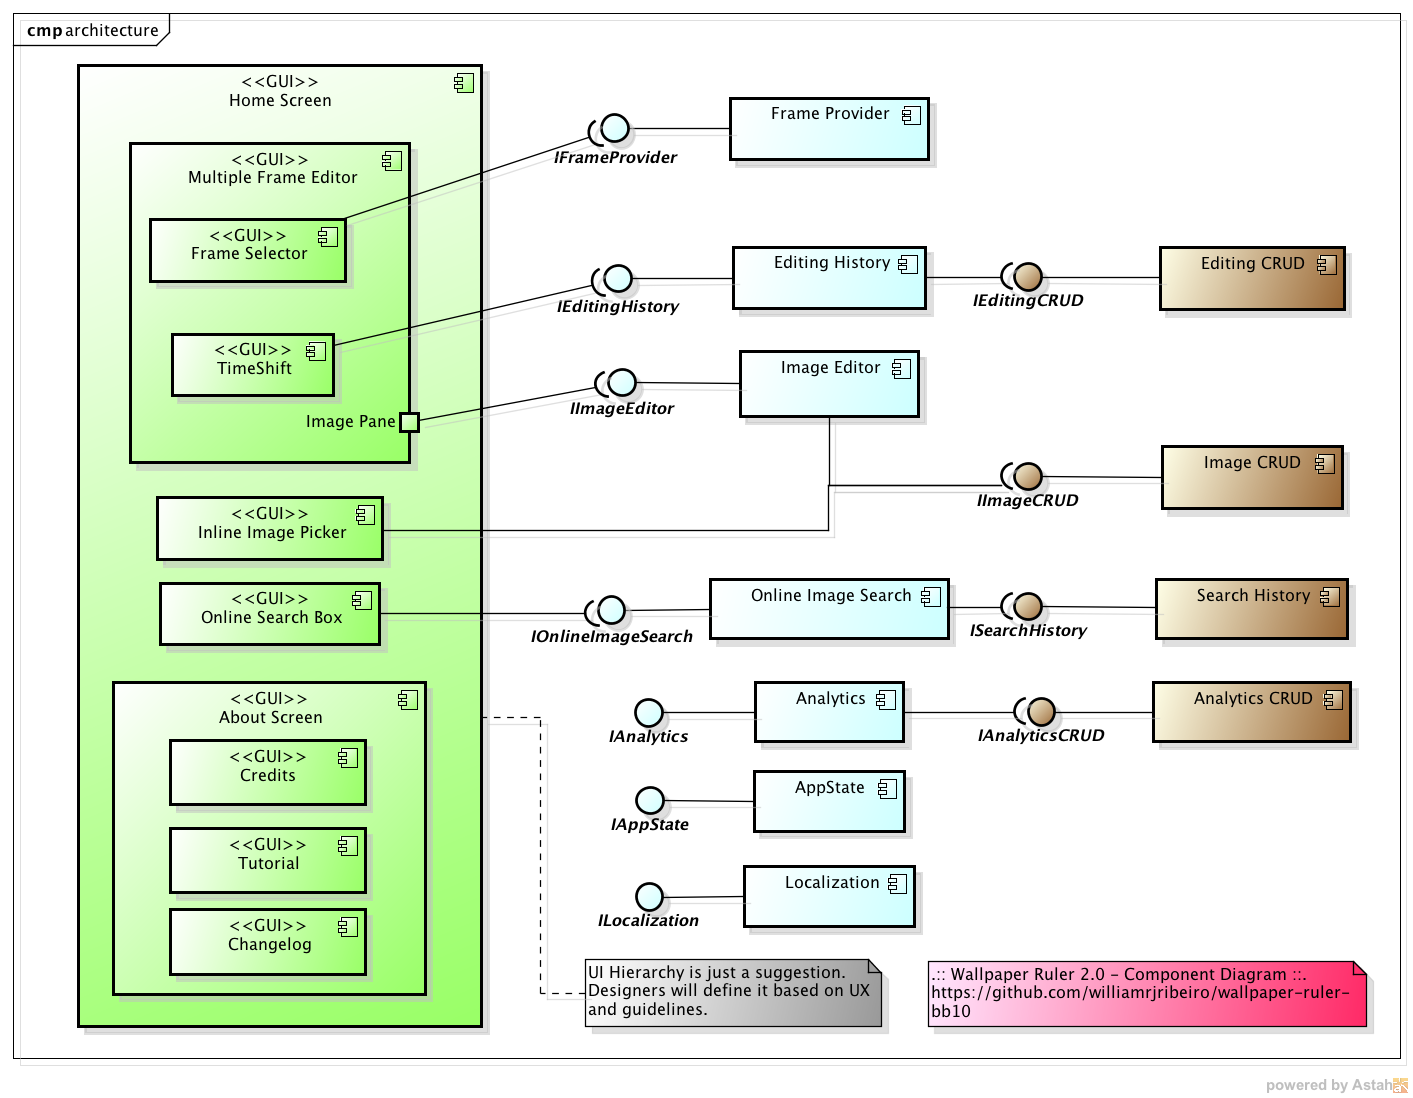 cmp architecture
<<GUI>>
Home Screen
<<GUI>>
Multiple Frame Editor
<<GUI>>
Frame Selector
<<GUI>>
TimeShift
Image Pane
<<GUI>>
Inline Image Picker
<<GUI>>
Online Search Box
<<GUI>>
About Screen
<<GUI>>
Credits
<<GUI>>
Tutorial
<<GUI>>
Changelog
IFrameProvider
Frame Provider
IEditingHistory
Editing History
IEditingCRUD
Editing CRUD
IImageEditor
Image Editor
IImageCRUD
Image CRUD
IOnlineImageSearch
Online Image Search
ISearchHistory
Search History
IAnalytics
Analytics
IAnalyticsCRUD
Analytics CRUD
IAppState
AppState
ILocalization
Localization
UI Hierarchy is just a suggestion.
Designers will define it based on UX
and guidelines.
.:: Wallpaper Ruler 2.0 – Component Diagram ::.
https://github.com/williamrjribeiro/wallpaper-ruler-
bb10
powered by Astah